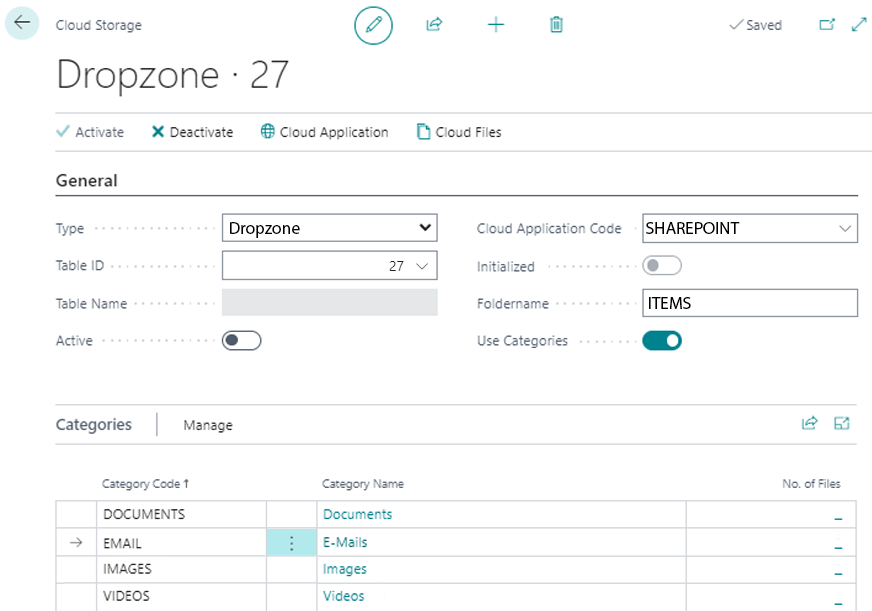 Cloud Storage
Saved
Dropzone · 27
Activate Deactivate Cloud Application Cloud Files
General
Type Dropzone Cloud Application Code SHAREPOINT
Table ID 27 Initialized
Table Name Foldername ITEMS
Active Use Categories
Categories Manage
Category Code ↑ Category Name No. of Files
DOCUMENTS Documents _
EMAIL E-Mails _
IMAGES Images _
VIDEOS Videos _